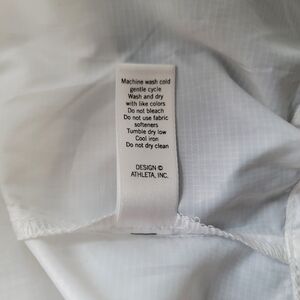 Machine wash cold
gentle cycle
Wash and dry
with like colors
Do not bleach
Do not use fabric
softeners
Tumble dry low
Cool iron
Do not dry clean
DESIGN ©
ATHLETA, INC.